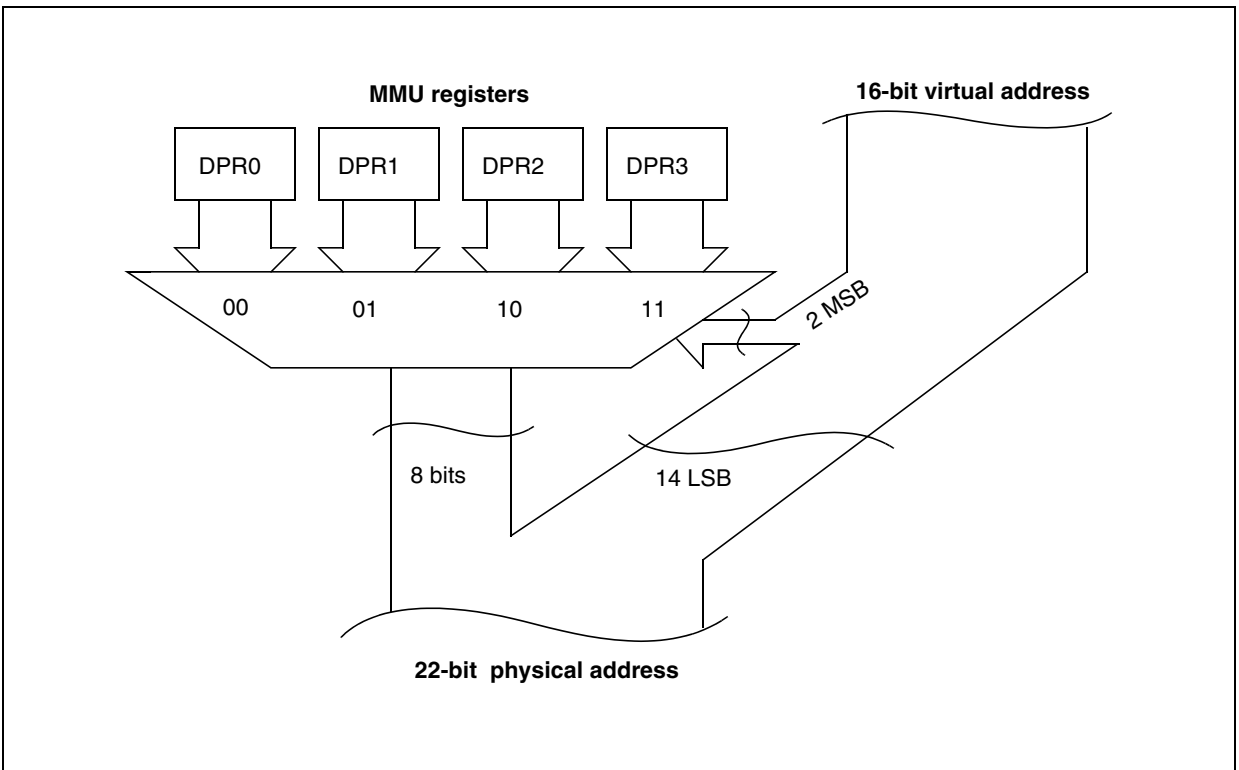 MMU registers
16-bit virtual address
DPR0 DPR1 DPR2 DPR3
00 01 10 11
2 MSB
8 bits
14 LSB
22-bit physical address